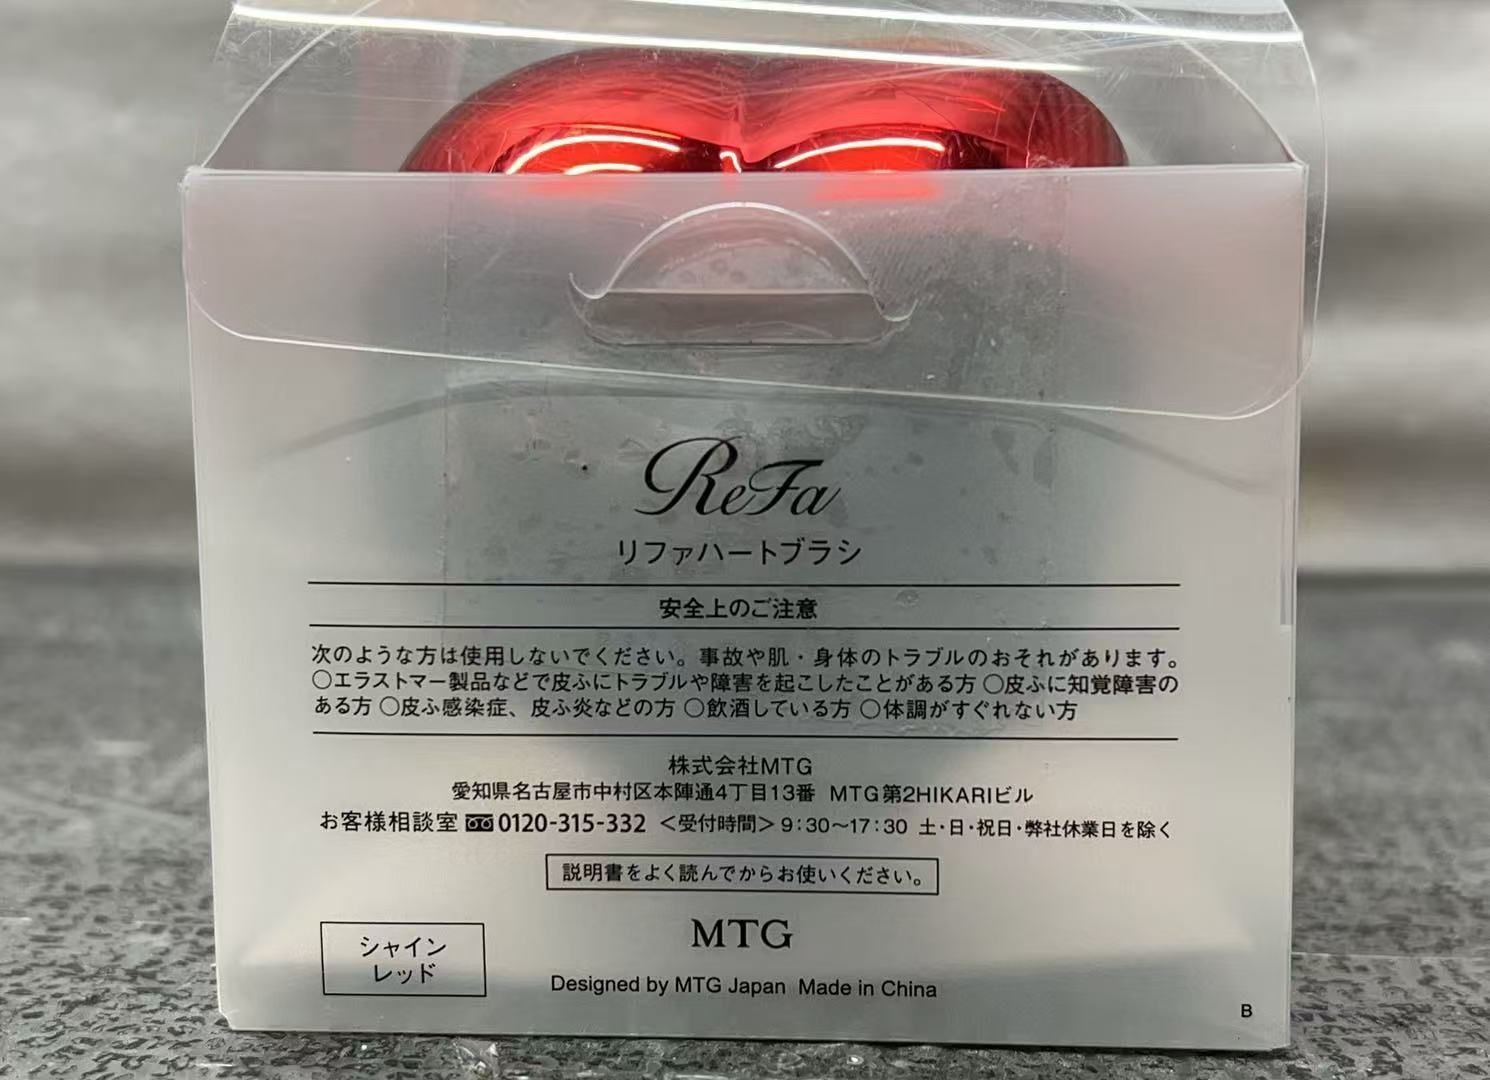 ReFa
リファハートブラシ
安全上のご注意
次のような方は使用しないでください。事故や肌・身体のトラブルのおそれがあります。
〇エラストマー製品などで皮ふにトラブルや障害を起こしたことがある方 〇皮ふに知覚障害の
ある方 〇皮ふ感染症、皮ふ炎などの方 〇飲酒している方 〇体調がすぐれない方
株式会社MTG
愛知県名古屋市中村区本陣通4丁目13番 MTG第2HIKARIビル
お客様相談室 0120-315-332 ＜受付時間＞9:30〜17:30 土・日・祝日・弊社休業日を除く
説明書をよく読んでからお使いください。
シャイン
レッド
MTG
Designed by MTG Japan Made in China
B